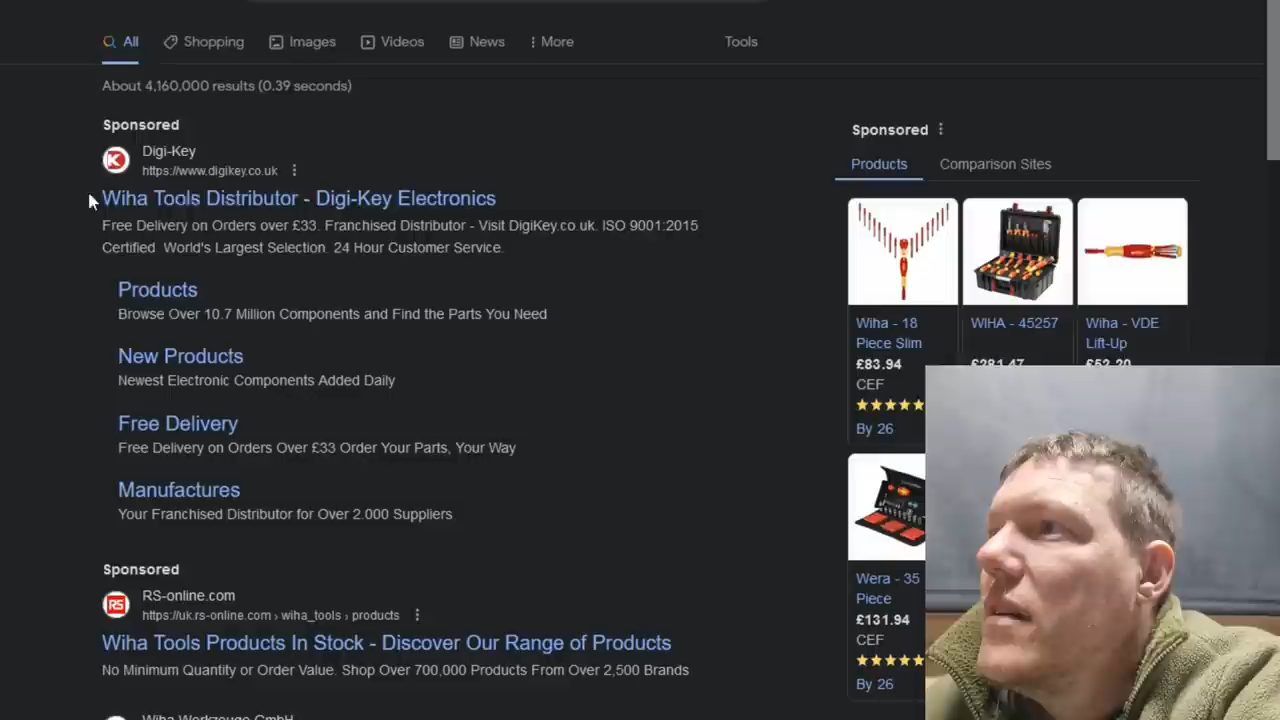 All
Shopping
Images
Videos
News
More
Tools
About 4,160,000 results (0.39 seconds)
Sponsored
Digi-Key
https://www.digikey.co.uk
Wiha Tools Distributor - Digi-Key Electronics
Free Delivery on Orders over £33. Franchised Distributor - Visit DigiKey.co.uk. ISO 9001:2015
Certified. World's Largest Selection. 24 Hour Customer Service.
Products
Browse Over 10.7 Million Components and Find the Parts You Need
New Products
Newest Electronic Components Added Daily
Free Delivery
Free Delivery on Orders Over £33 Order Your Parts, Your Way
Manufactures
Your Franchised Distributor for Over 2.000 Suppliers
Sponsored
RS
RS-online.com
https://uk.rs-online.com › wiha_tools › products
Wiha Tools Products In Stock - Discover Our Range of Products
No Minimum Quantity or Order Value. Shop Over 700,000 Products From Over 2,500 Brands
Wiha Werkzeuge GmbH
Sponsored
Products
Comparison Sites
Wiha - 18
Piece Slim
£83.94
CEF
By 26
WIHA - 45257
£281.47
Wiha - VDE
Lift-Up
£52.20
Wera - 35
Piece
£131.94
CEF
By 26